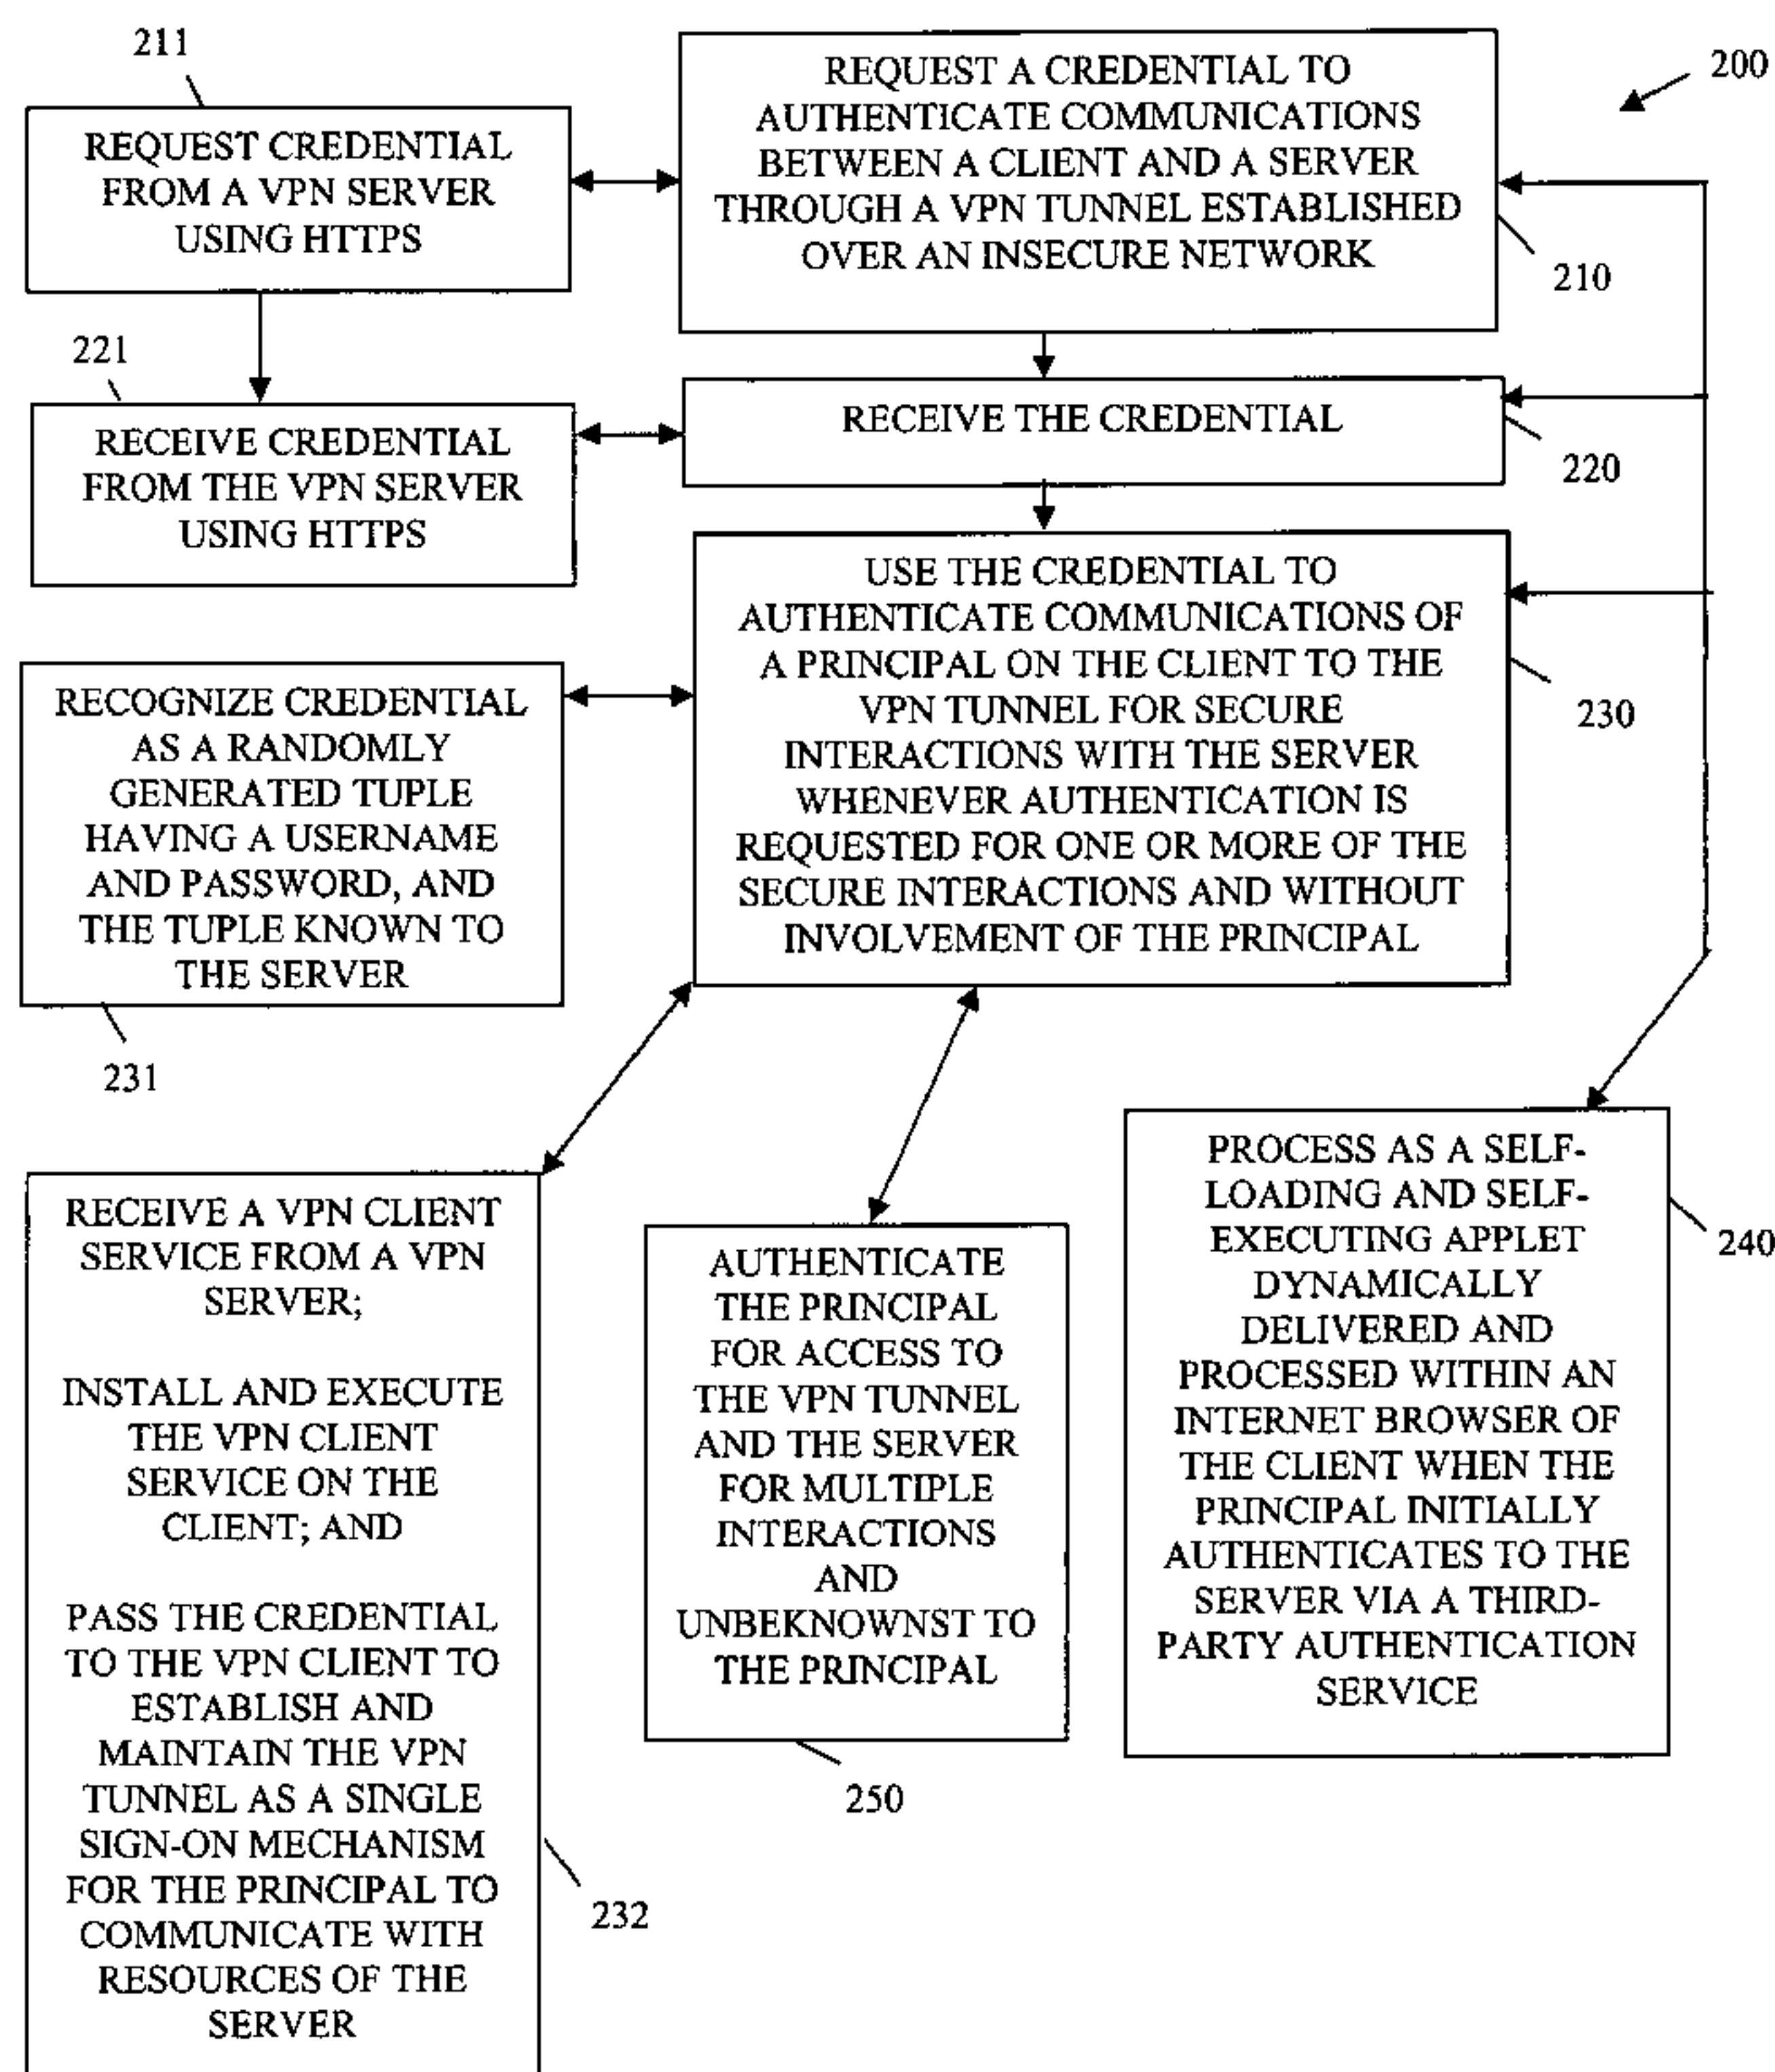 211
REQUEST CREDENTIAL
FROM A VPN SERVER
USING HTTPS
REQUEST A CREDENTIAL TO
AUTHENTICATE COMMUNICATIONS
BETWEEN A CLIENT AND A SERVER
THROUGH A VPN TUNNEL ESTABLISHED
OVER AN INSECURE NETWORK
200
210
221
RECEIVE CREDENTIAL
FROM THE VPN SERVER
USING HTTPS
RECEIVE THE CREDENTIAL
220
USE THE CREDENTIAL TO
AUTHENTICATE COMMUNICATIONS OF
A PRINCIPAL ON THE CLIENT TO THE
VPN TUNNEL FOR SECURE
INTERACTIONS WITH THE SERVER
WHENEVER AUTHENTICATION IS
REQUESTED FOR ONE OR MORE OF THE
SECURE INTERACTIONS AND WITHOUT
INVOLVEMENT OF THE PRINCIPAL
230
RECOGNIZE CREDENTIAL
AS A RANDOMLY
GENERATED TUPLE
HAVING A USERNAME
AND PASSWORD, AND
THE TUPLE KNOWN TO
THE SERVER
231
RECEIVE A VPN CLIENT
SERVICE FROM A VPN
SERVER;
INSTALL AND EXECUTE
THE VPN CLIENT
SERVICE ON THE
CLIENT; AND
PASS THE CREDENTIAL
TO THE VPN CLIENT TO
ESTABLISH AND
MAINTAIN THE VPN
TUNNEL AS A SINGLE
SIGN-ON MECHANISM
FOR THE PRINCIPAL TO
COMMUNICATE WITH
RESOURCES OF THE
SERVER
232
AUTHENTICATE
THE PRINCIPAL
FOR ACCESS TO
THE VPN TUNNEL
AND THE SERVER
FOR MULTIPLE
INTERACTIONS
AND
UNBEKNOWNST TO
THE PRINCIPAL
250
PROCESS AS A SELF-
LOADING AND SELF-
EXECUTING APPLET
DYNAMICALLY
DELIVERED AND
PROCESSED WITHIN AN
INTERNET BROWSER OF
THE CLIENT WHEN THE
PRINCIPAL INITIALLY
AUTHENTICATES TO THE
SERVER VIA A THIRD-
PARTY AUTHENTICATION
SERVICE
240